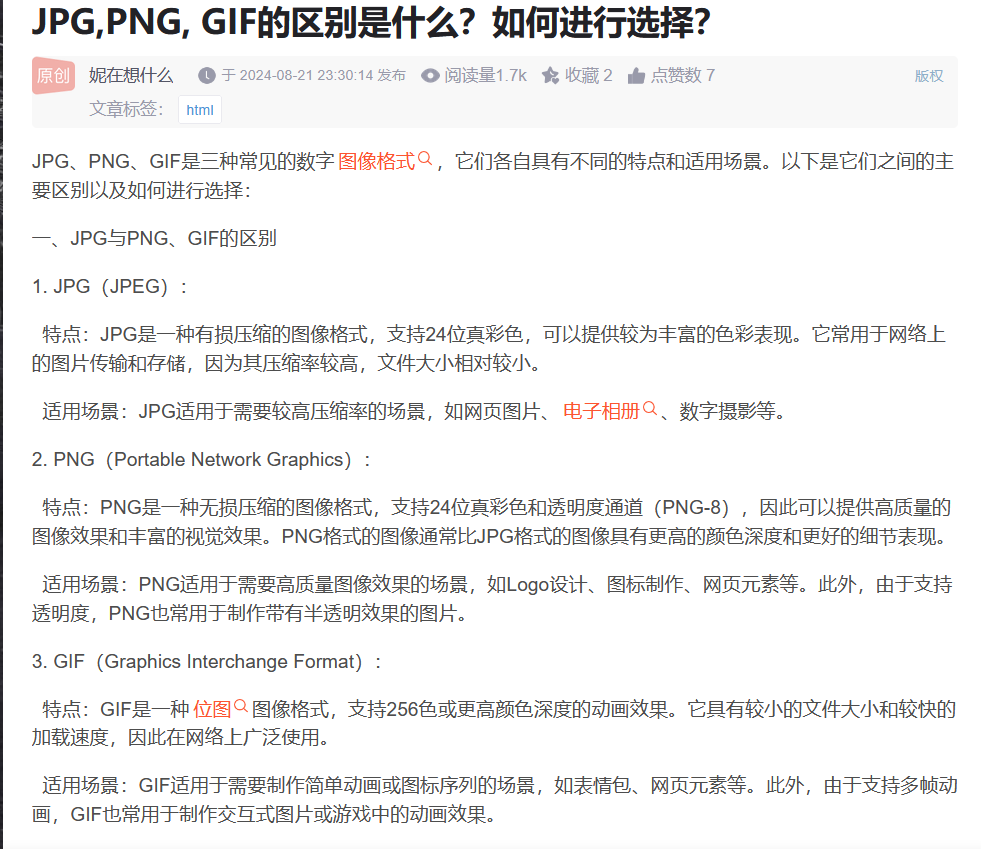 JPG,PNG, GIF的区别是什么？如何进行选择？
原创 妮在想什么 于 2024-08-21 23:30:14 发布 阅读量1.7k 收藏 2 点赞数 7 版权
文章标签： html
JPG、PNG、GIF是三种常见的数字 图像格式 ，它们各自具有不同的特点和适用场景。以下是它们之间的主
要区别以及如何进行选择：
一、JPG与PNG、GIF的区别
1. JPG（JPEG）：
特点：JPG是一种有损压缩的图像格式，支持24位真彩色，可以提供较为丰富的色彩表现。它常用于网络上
的图片传输和存储，因为其压缩率较高，文件大小相对较小。
适用场景：JPG适用于需要较高压缩率的场景，如网页图片、 电子相册 、数字摄影等。
2. PNG（Portable Network Graphics）：
特点：PNG是一种无损压缩的图像格式，支持24位真彩色和透明度通道（PNG-8），因此可以提供高质量的
图像效果和丰富的视觉效果。PNG格式的图像通常比JPG格式的图像具有更高的颜色深度和更好的细节表现。
适用场景：PNG适用于需要高质量图像效果的场景，如Logo设计、图标制作、网页元素等。此外，由于支持
透明度，PNG也常用于制作带有半透明效果的图片。
3. GIF（Graphics Interchange Format）：
特点：GIF是一种 位图 图像格式，支持256色或更高颜色深度的动画效果。它具有较小的文件大小和较快的
加载速度，因此在网络上广泛使用。
适用场景：GIF适用于需要制作简单动画或图标序列的场景，如表情包、网页元素等。此外，由于支持多帧动
画，GIF也常用于制作交互式图片或游戏中的动画效果。